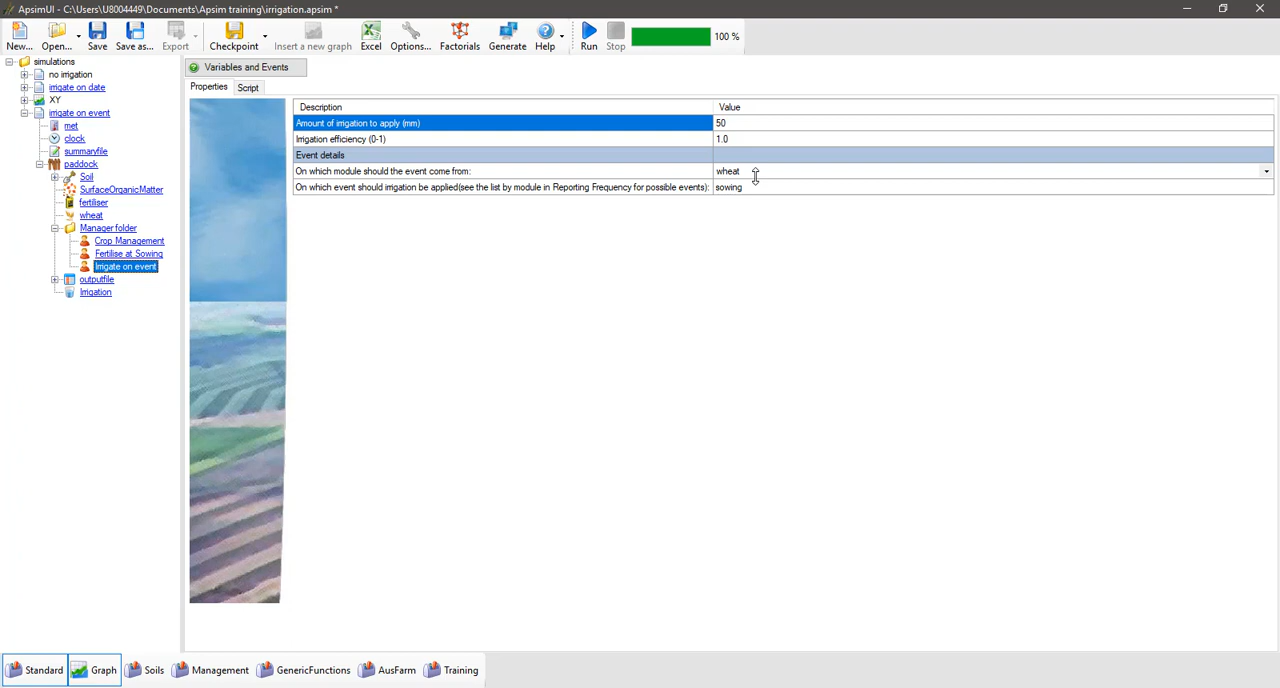 ApsimUI - C:\Users\U8004449\Documents\Apsim training\irrigation.apsim *
New... Open... Save Save as... Export Checkpoint Insert a new graph Excel Options... Factorials Generate Help Run Stop 100 %
simulations
no irrigation
irrigate on date
XY
irrigate on event
met
clock
summaryfile
paddock
Soil
SurfaceOrganicMatter
fertiliser
wheat
Manager folder
Crop Management
Fertilise at Sowing
Irrigate on event
outputfile
Irrigation
Variables and Events
Properties Script
Description Value
Amount of irrigation to apply (mm) 50
Irrigation efficiency (0-1) 1.0
Event details
On which module should the event come from: wheat
On which event should irrigation be applied(see the list by module in Reporting Frequency for possible events): sowing
Standard Graph Soils Management GenericFunctions AusFarm Training